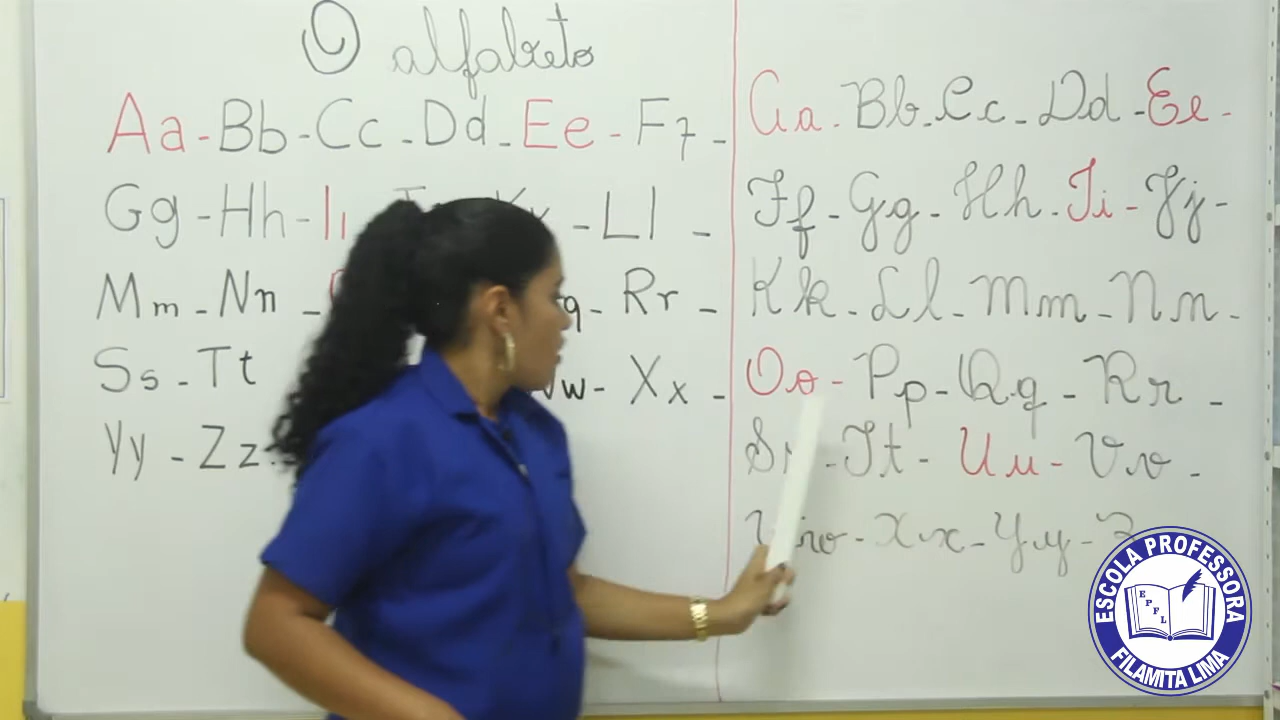 O alfabeto
Aa - Bb - Cc - Dd - Ee - Ff -
Gg - Hh - Ii - Ll -
Mm - Nn - q - Rr -
Ss - Tt w - Xx -
Yy - Zz
Aa - Bb - Cc - Dd - Ee -
Ff - Gg - Hh - Ii - Jj -
Kk - Ll - Mm - Nn -
Oo - Pp - Qq - Rr -
S - Tt - Uu - Vv -
w - Xx - Yy - Z
ESCOLA PROFESSORA
EPFL
FILAMITA LIMA